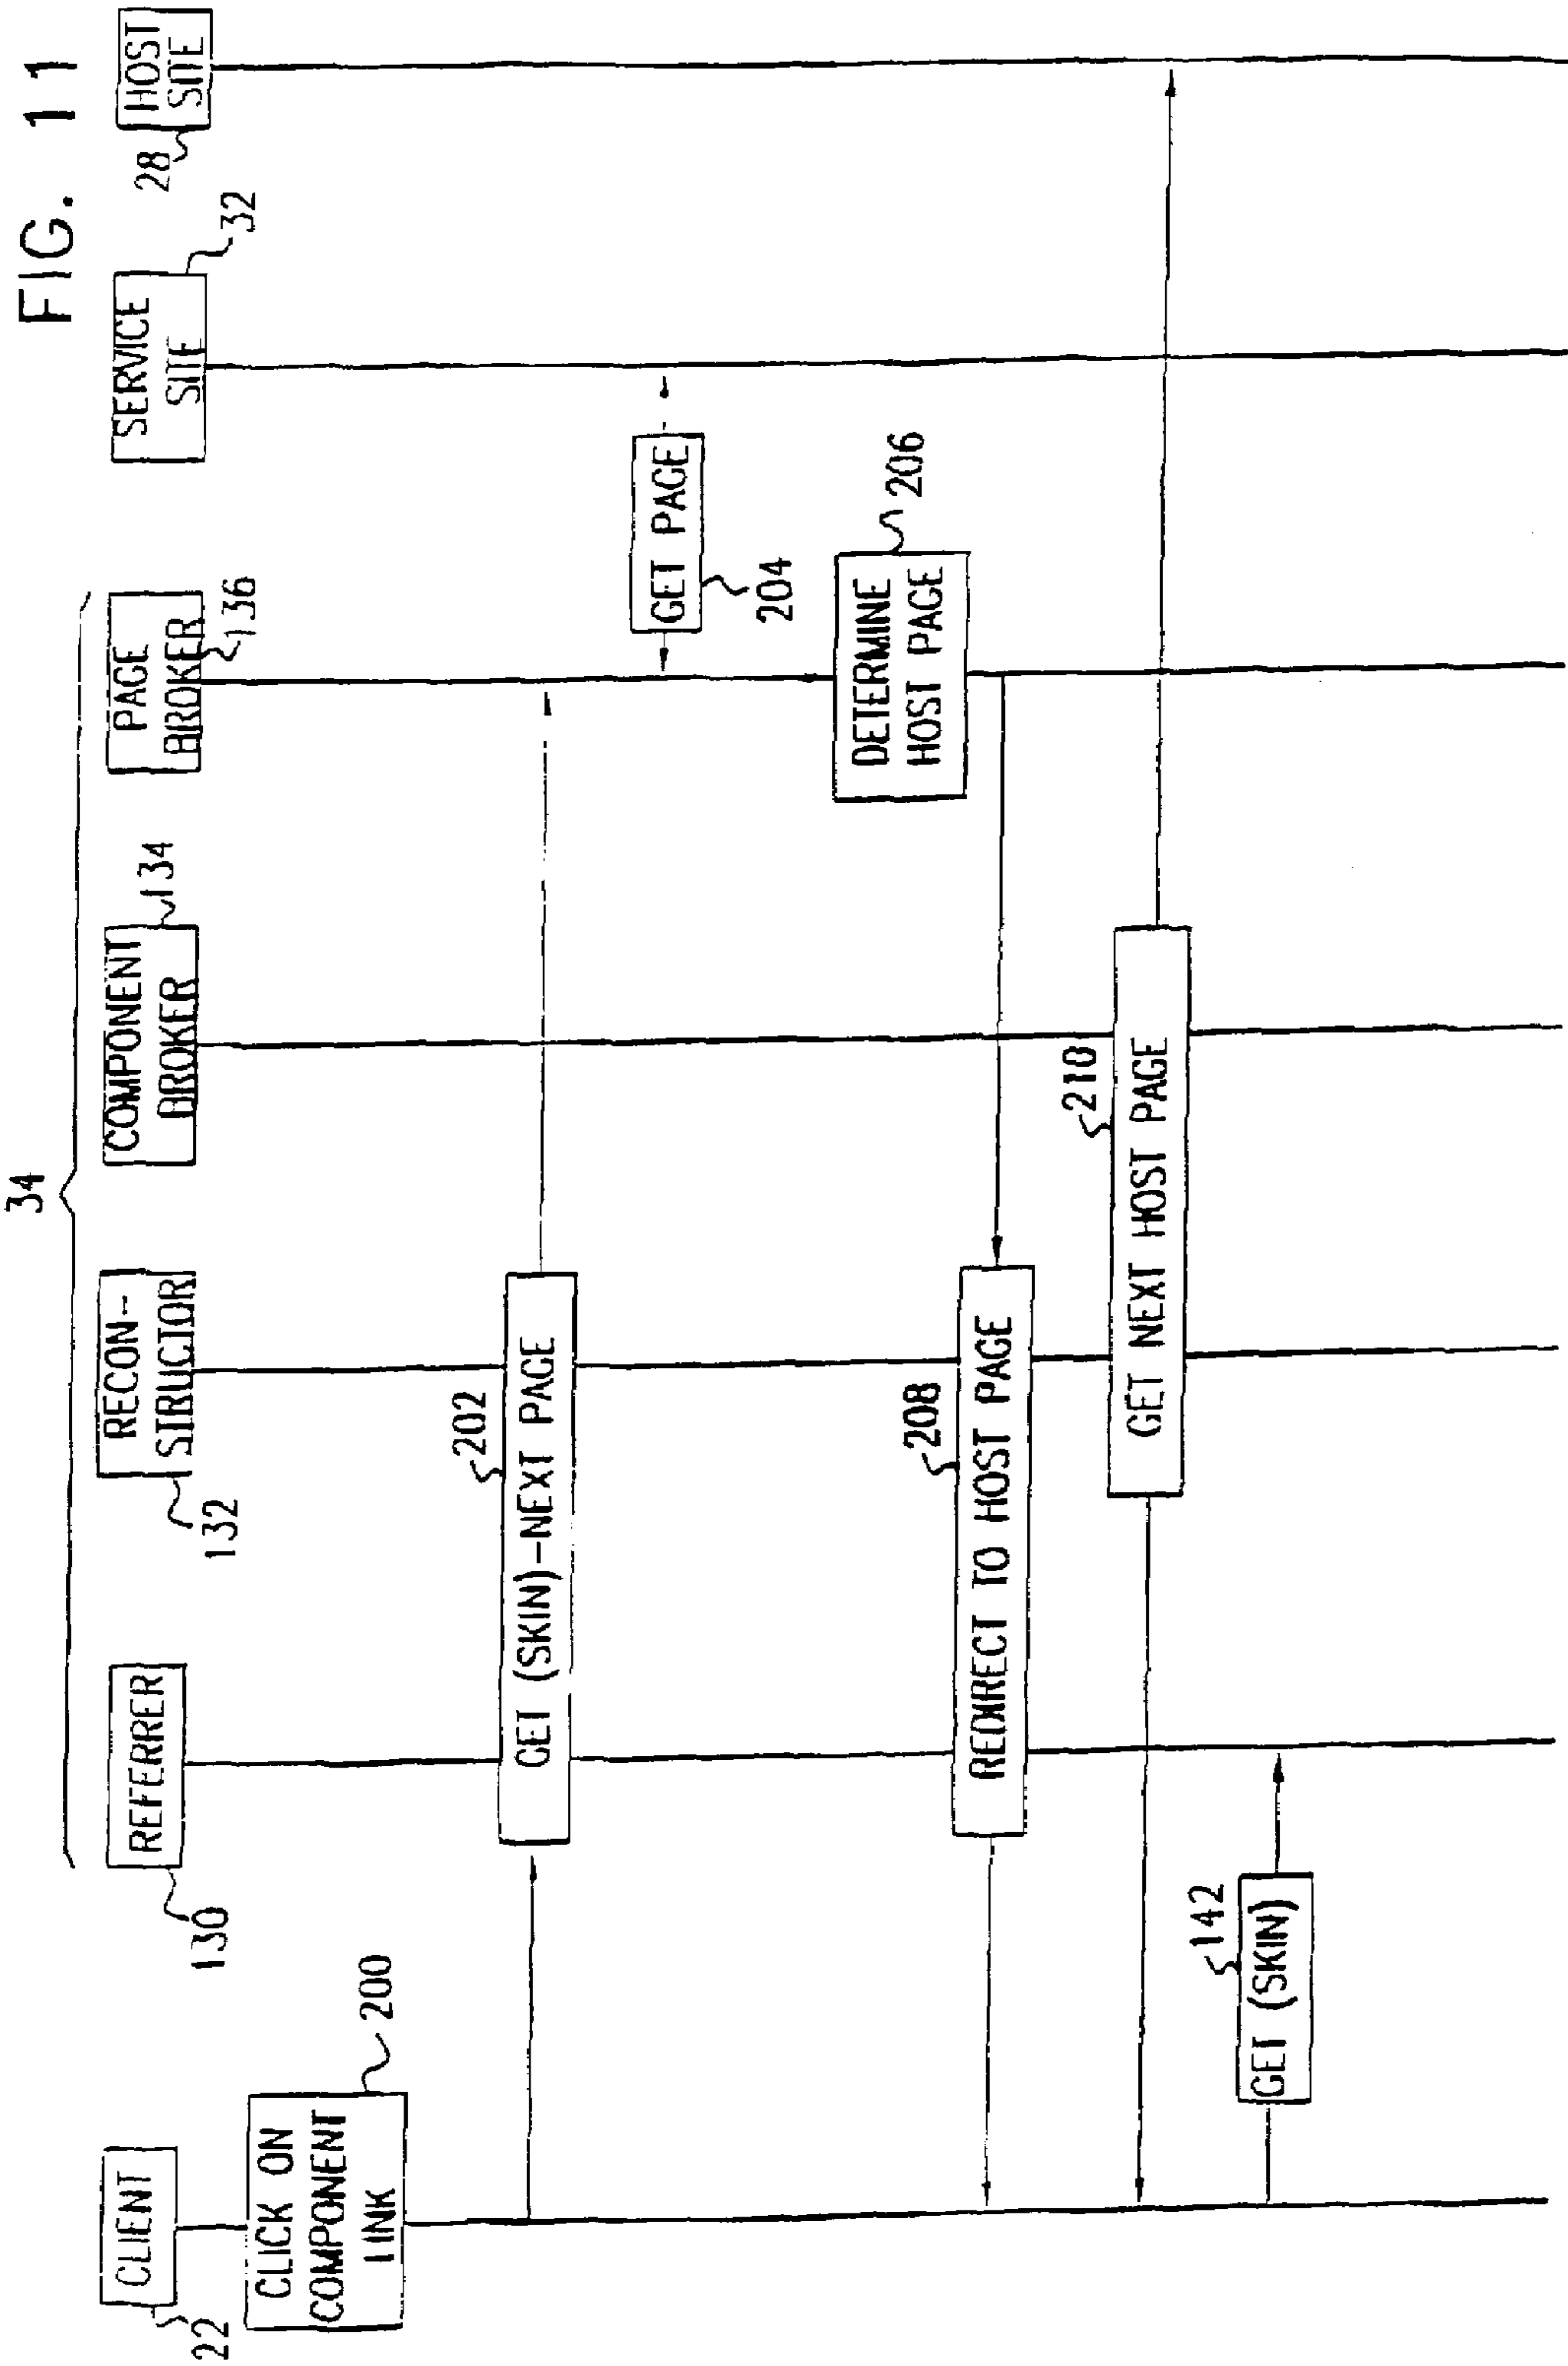 FIG. 11
34
CLIENT
22
REFERRER
130
RECON-
STRUCTOR
132
COMPONENT
BROKER
134
PAGE
BROKER
136
SERVICE
SITE
32
HOST
SITE
28
CLICK ON
COMPONENT
LINK
200
GET (SKIN)-NEXT PAGE
202
GET PAGE
204
DETERMINE
HOST PAGE
206
REDIRECT TO HOST PAGE
208
GET NEXT HOST PAGE
210
GET (SKIN)
142